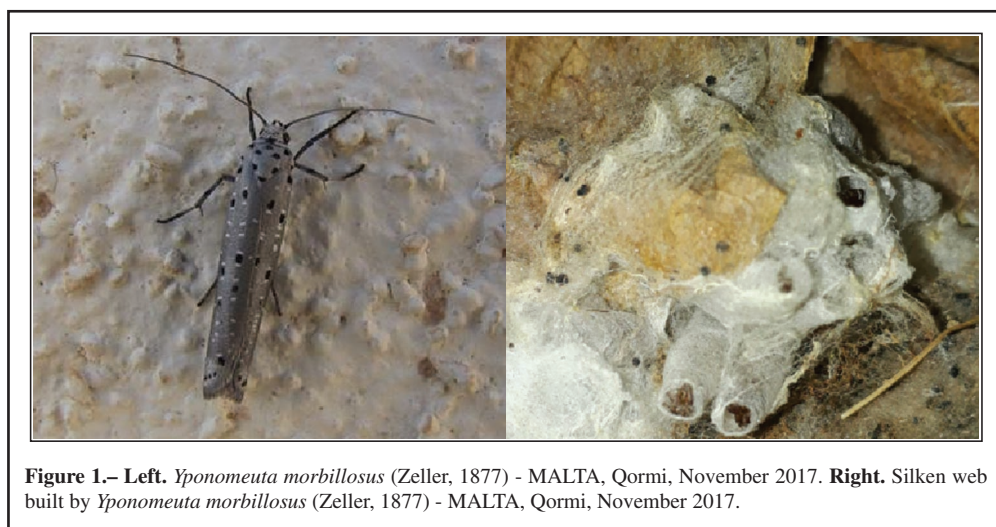 Figure 1.– Left. Yponomeuta morbillosus (Zeller, 1877) - MALTA, Qormi, November 2017. Right. Silken web
built by Yponomeuta morbillosus (Zeller, 1877) - MALTA, Qormi, November 2017.